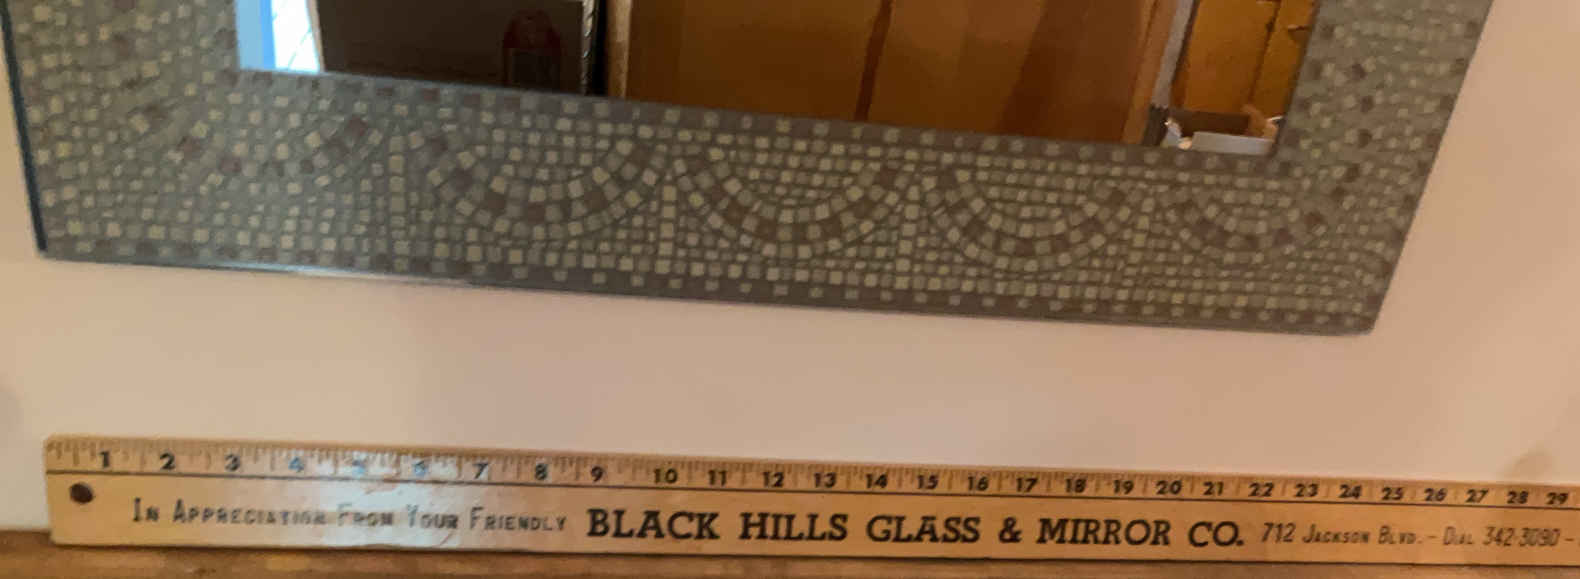 1 2 3 4 5 6 7 8 9 10 11 12 13 14 15 16 17 18 19 20 21 22 23 24 25 26 27 28 29
In Appreciation From Your Friendly BLACK HILLS GLASS & MIRROR CO. 712 Jackson Blvd. - Dial 342-3090 -